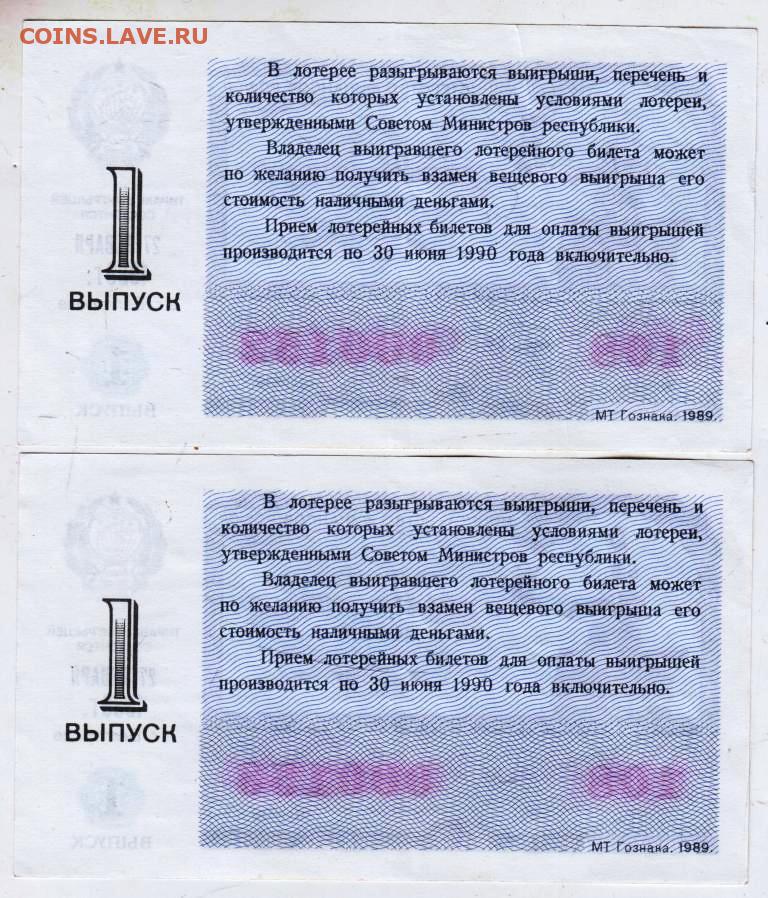 COINS.LAVE.RU
В лотерее разыгрываются выигрыши, перечень и
количество которых установлены условиями лотереи,
утвержденными Советом Министров республики.
Владелец выигравшего лотерейного билета может
по желанию получить взамен вещевого выигрыша его
стоимость наличными деньгами.
Прием лотерейных билетов для оплаты выигрышей
производится по 30 июня 1990 года включительно.
1
ВЫПУСК
МТ Гознака. 1989.
В лотерее разыгрываются выигрыши, перечень и
количество которых установлены условиями лотереи,
утвержденными Советом Министров республики.
Владелец выигравшего лотерейного билета может
по желанию получить взамен вещевого выигрыша его
стоимость наличными деньгами.
Прием лотерейных билетов для оплаты выигрышей
производится по 30 июня 1990 года включительно.
1
ВЫПУСК
МТ Гознака. 1989.